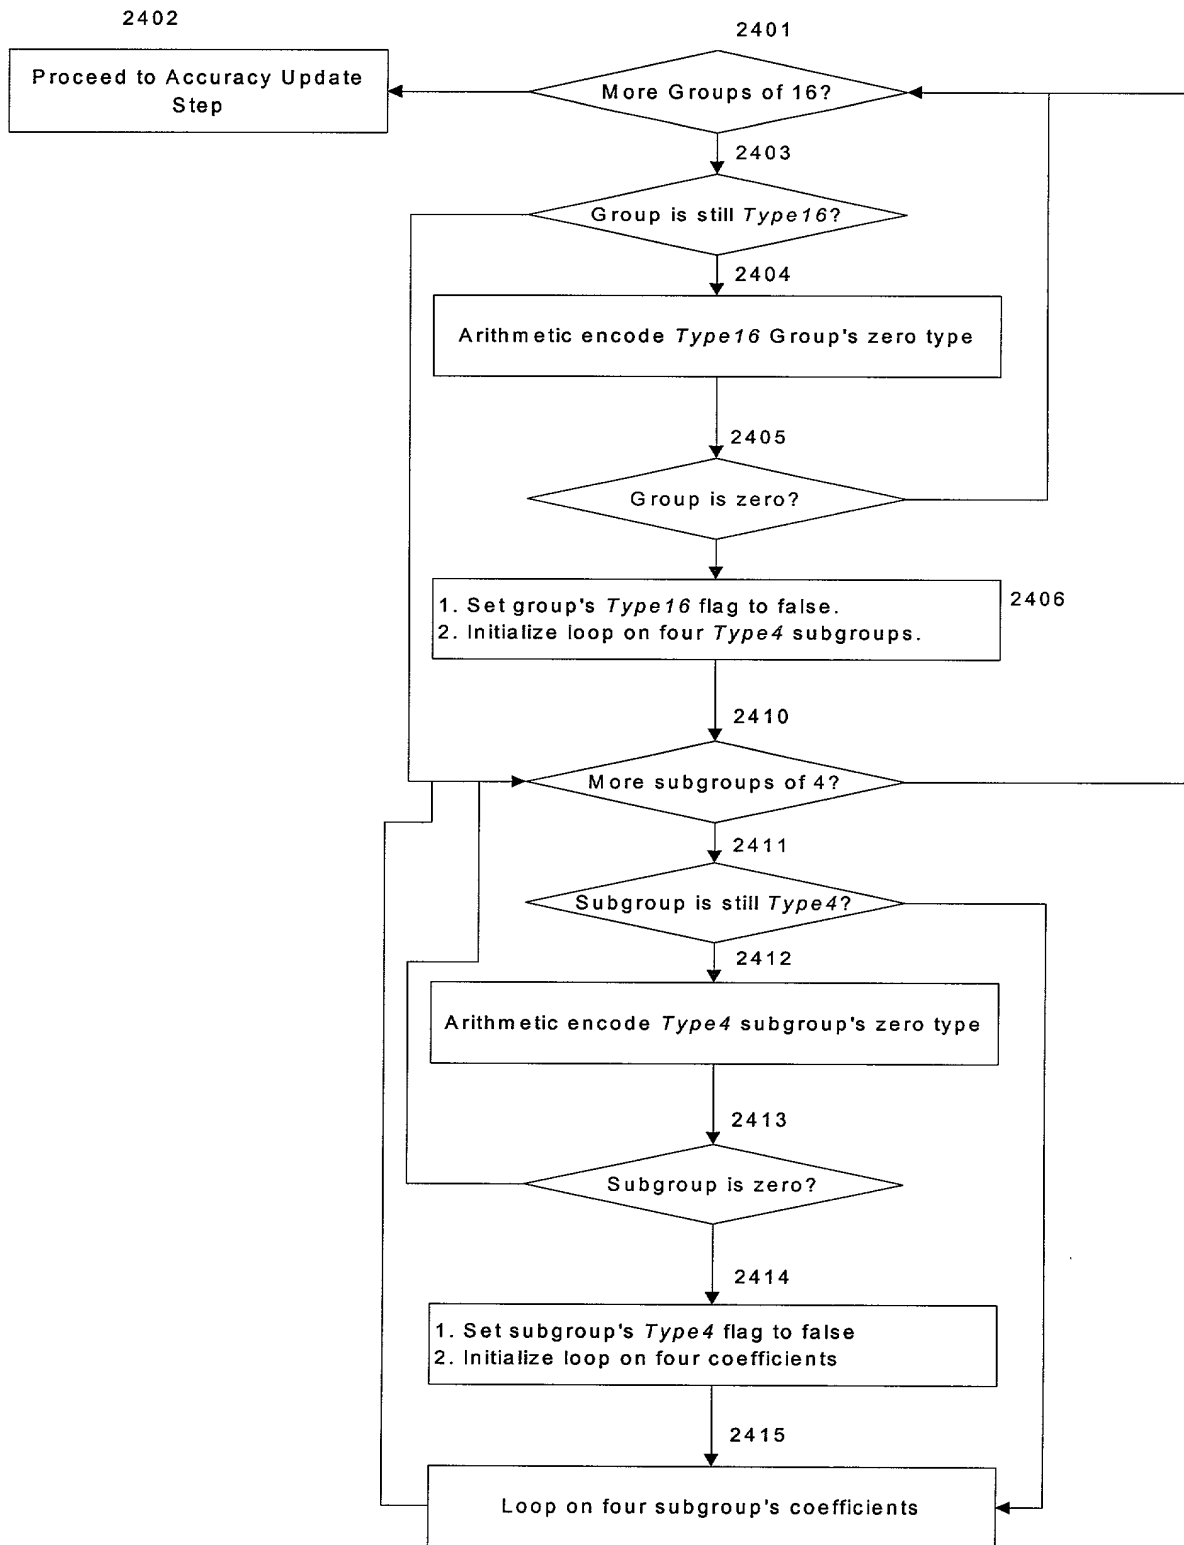 2402
Proceed to Accuracy Update
Step
2401
More Groups of 16?
2403
Group is still Type16?
2404
Arithmetic encode Type16 Group's zero type
2405
Group is zero?
2406
1. Set group's Type16 flag to false.
2. Initialize loop on four Type4 subgroups.
2410
More subgroups of 4?
2411
Subgroup is still Type4?
2412
Arithmetic encode Type4 subgroup's zero type
2413
Subgroup is zero?
2414
1. Set subgroup's Type4 flag to false
2. Initialize loop on four coefficients
2415
Loop on four subgroup's coefficients